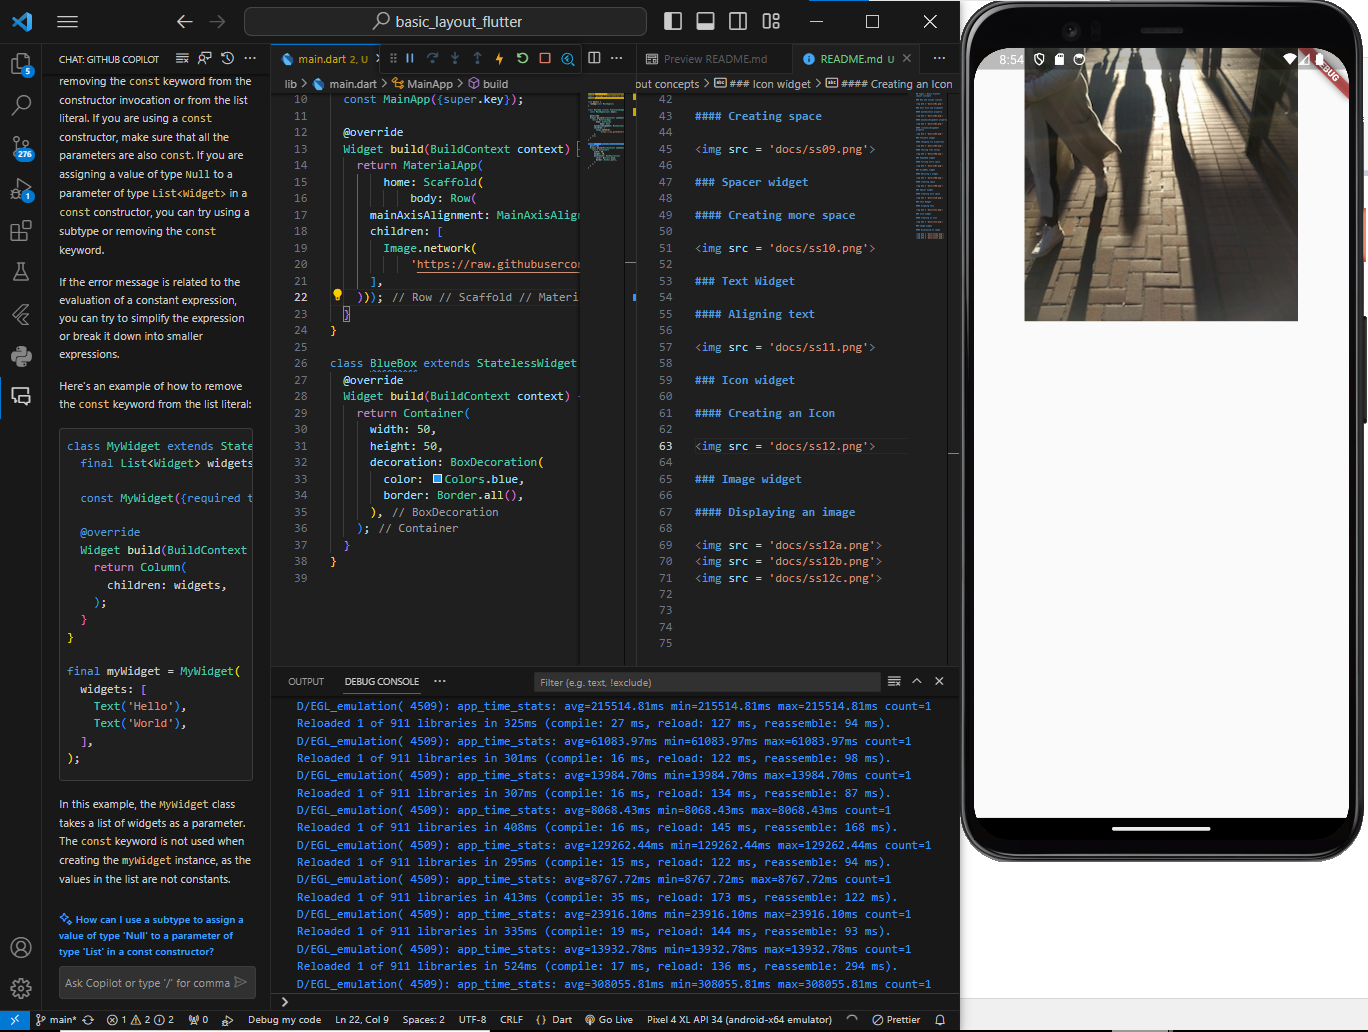 basic_layout_flutter
CHAT: GITHUB COPILOT
removing the const keyword from the
constructor invocation or from the list
literal. If you are using a const
constructor, make sure that all the
parameters are also const. If you are
assigning a value of type Null to a
parameter of type List<Widget> in a
const constructor, you can try using a
subtype or removing the const
keyword.
If the error message is related to the
evaluation of a constant expression,
you can try to simplify the expression
or break it down into smaller
expressions.
Here's an example of how to remove
the const keyword from the list literal:
class MyWidget extends State
final List<Widget> widgets
const MyWidget({required t
@override
Widget build(BuildContext
return Column(
children: widgets,
);
}
}
final myWidget = MyWidget(
widgets: [
Text('Hello'),
Text('World'),
],
);
In this example, the MyWidget class
takes a list of widgets as a parameter.
The const keyword is not used when
creating the myWidget instance, as the
values in the list are not constants.
How can I use a subtype to assign a
value of type 'Null' to a parameter of
type 'List' in a const constructor?
Ask Copilot or type '/' for comma
5
276
1
main.dart 2, U
lib > main.dart > MainApp > build
10 const MainApp({super.key});
11
12 @override
13 Widget build(BuildContext context) {
14 return MaterialApp(
15 home: Scaffold(
16 body: Row(
17 mainAxisAlignment: MainAxisAlig
18 children: [
19 Image.network(
20 'https://raw.githubusercon
21 ],
22 ))); // Row // Scaffold // Materi
23 }
24 }
25
26 class BlueBox extends StatelessWidget
27 @override
28 Widget build(BuildContext context)
29 return Container(
30 width: 50,
31 height: 50,
32 decoration: BoxDecoration(
33 color: Colors.blue,
34 border: Border.all(),
35 ), // BoxDecoration
36 ); // Container
37 }
38 }
39
Preview README.md
README.md U
out concepts > ### Icon widget > #### Creating an Icon
42
43 #### Creating space
44
45 <img src = 'docs/ss09.png'>
46
47 ### Spacer widget
48
49 #### Creating more space
50
51 <img src = 'docs/ss10.png'>
52
53 ### Text Widget
54
55 #### Aligning text
56
57 <img src = 'docs/ss11.png'>
58
59 ### Icon widget
60
61 #### Creating an Icon
62
63 <img src = 'docs/ss12.png'>
64
65 ### Image widget
66
67 #### Displaying an image
68
69 <img src = 'docs/ss12a.png'>
70 <img src = 'docs/ss12b.png'>
71 <img src = 'docs/ss12c.png'>
72
73
74
75
OUTPUT DEBUG CONSOLE
Filter (e.g. text, !exclude)
D/EGL_emulation( 4509): app_time_stats: avg=215514.81ms min=215514.81ms max=215514.81ms count=1
Reloaded 1 of 911 libraries in 325ms (compile: 27 ms, reload: 127 ms, reassemble: 94 ms).
D/EGL_emulation( 4509): app_time_stats: avg=61083.97ms min=61083.97ms max=61083.97ms count=1
Reloaded 1 of 911 libraries in 301ms (compile: 16 ms, reload: 122 ms, reassemble: 98 ms).
D/EGL_emulation( 4509): app_time_stats: avg=13984.70ms min=13984.70ms max=13984.70ms count=1
Reloaded 1 of 911 libraries in 307ms (compile: 16 ms, reload: 134 ms, reassemble: 87 ms).
D/EGL_emulation( 4509): app_time_stats: avg=8068.43ms min=8068.43ms max=8068.43ms count=1
Reloaded 1 of 911 libraries in 408ms (compile: 16 ms, reload: 145 ms, reassemble: 168 ms).
D/EGL_emulation( 4509): app_time_stats: avg=129262.44ms min=129262.44ms max=129262.44ms count=1
Reloaded 1 of 911 libraries in 295ms (compile: 15 ms, reload: 122 ms, reassemble: 94 ms).
D/EGL_emulation( 4509): app_time_stats: avg=8767.72ms min=8767.72ms max=8767.72ms count=1
Reloaded 1 of 911 libraries in 413ms (compile: 35 ms, reload: 173 ms, reassemble: 122 ms).
D/EGL_emulation( 4509): app_time_stats: avg=23916.10ms min=23916.10ms max=23916.10ms count=1
Reloaded 1 of 911 libraries in 335ms (compile: 19 ms, reload: 144 ms, reassemble: 93 ms).
D/EGL_emulation( 4509): app_time_stats: avg=13932.78ms min=13932.78ms max=13932.78ms count=1
Reloaded 1 of 911 libraries in 524ms (compile: 17 ms, reload: 136 ms, reassemble: 294 ms).
D/EGL_emulation( 4509): app_time_stats: avg=308055.81ms min=308055.81ms max=308055.81ms count=1
main* 1 2 2 0 Debug my code Ln 22, Col 9 Spaces: 2 UTF-8 CRLF {} Dart Go Live Pixel 4 XL API 34 (android-x64 emulator) Prettier
8:54
DEBUG